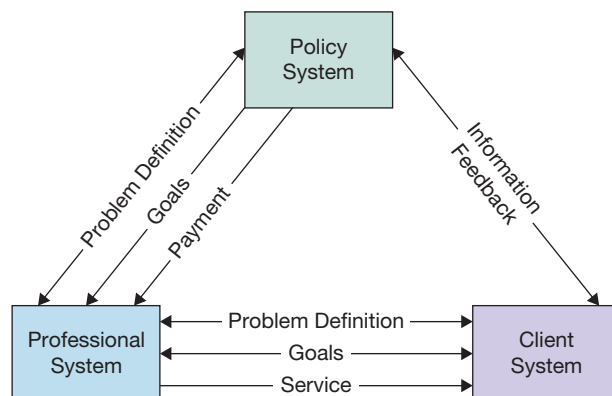 Policy
System
Problem Definition
Goals
Payment
Information
Feedback
Professional
System
Problem Definition
Goals
Service
Client
System